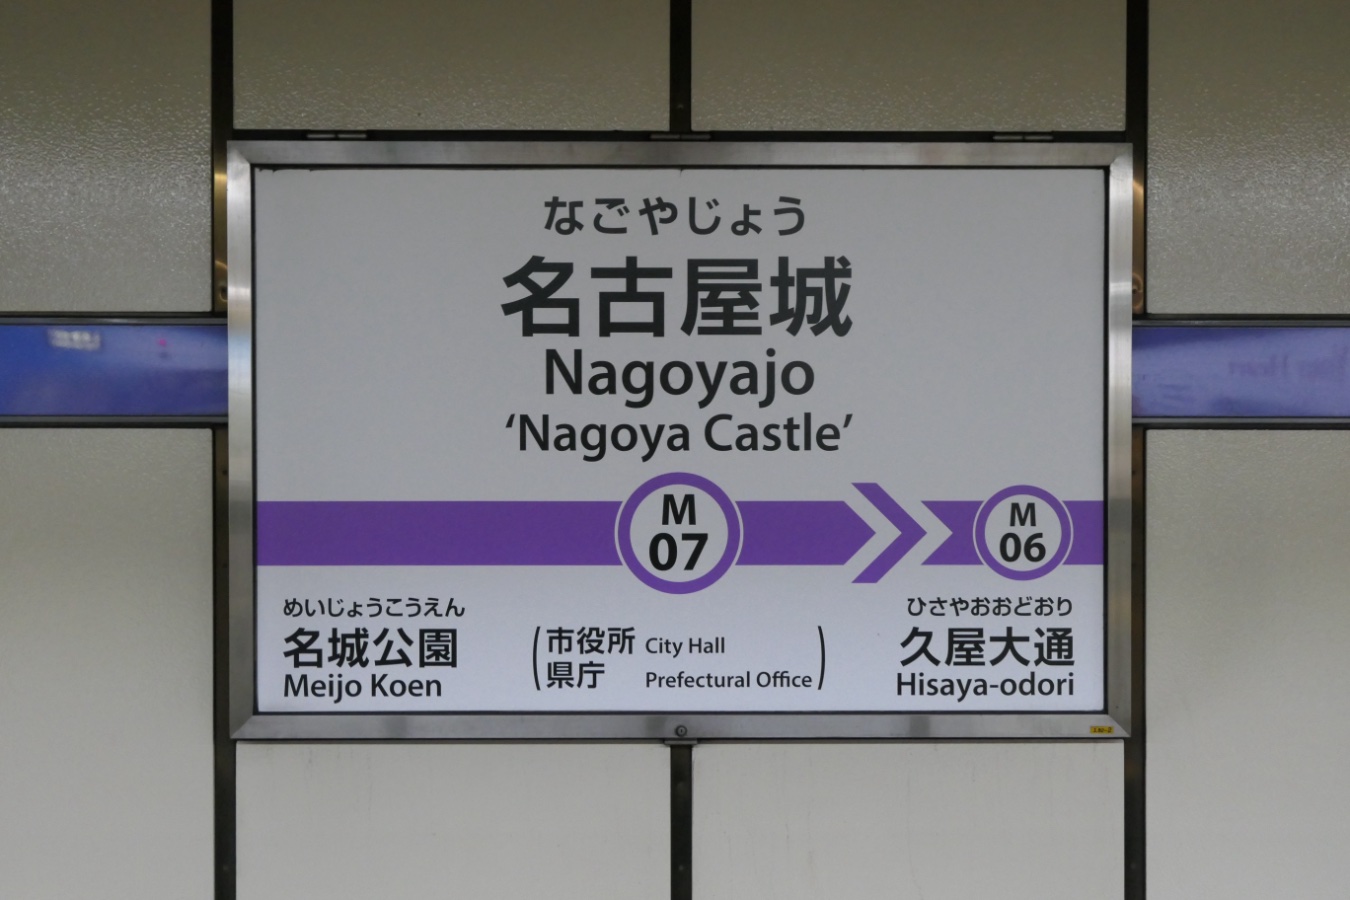 なごやじょう
名古屋城
Nagoyajo
‘Nagoya Castle’
M
07
M
06
めいじょうこうえん
名城公園
Meijo Koen
(市役所 City Hall
県庁 Prefectural Office)
ひさやおおどおり
久屋大通
Hisaya-odori